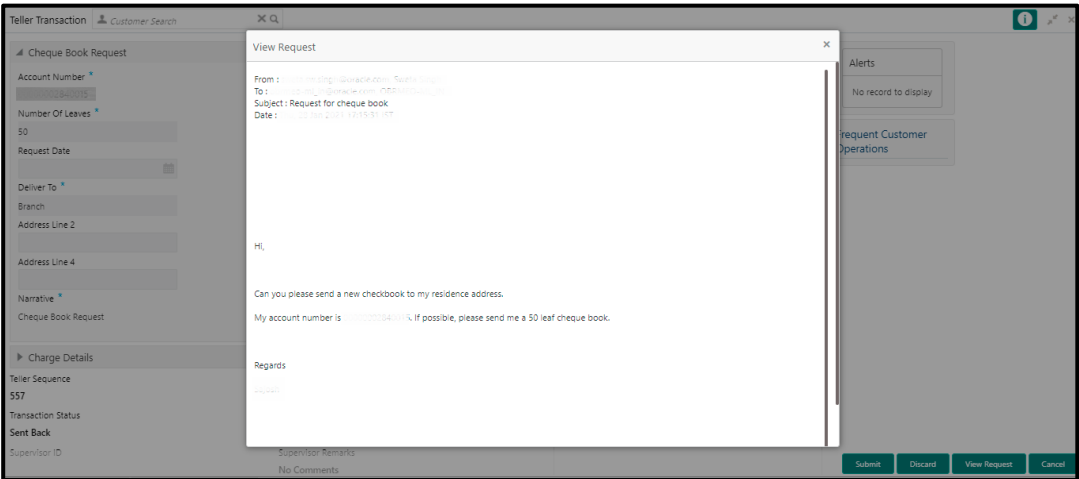 Teller Transaction
Customer Search
Cheque Book Request
Account Number *
Number Of Leaves *
50
Request Date
Deliver To *
Branch
Address Line 2
Address Line 4
Narrative *
Cheque Book Request
Charge Details
Teller Sequence
557
Transaction Status
Sent Back
Supervisor ID
Supervisor Remarks
No Comments
View Request
From :
To :
Subject : Request for cheque book
Date :
Hi,
Can you please send a new checkbook to my residence address.
My account number is . If possible, please send me a 50 leaf cheque book.
Regards
Alerts
No record to display
Frequent Customer
Operations
Submit
Discard
View Request
Cancel